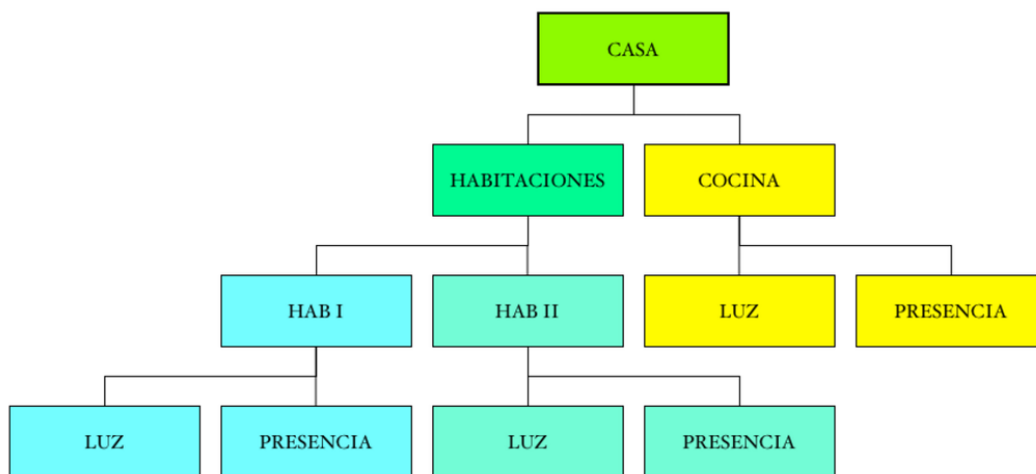 CASA
HABITACIONES
COCINA
HAB I
HAB II
LUZ
PRESENCIA
LUZ
PRESENCIA
LUZ
PRESENCIA